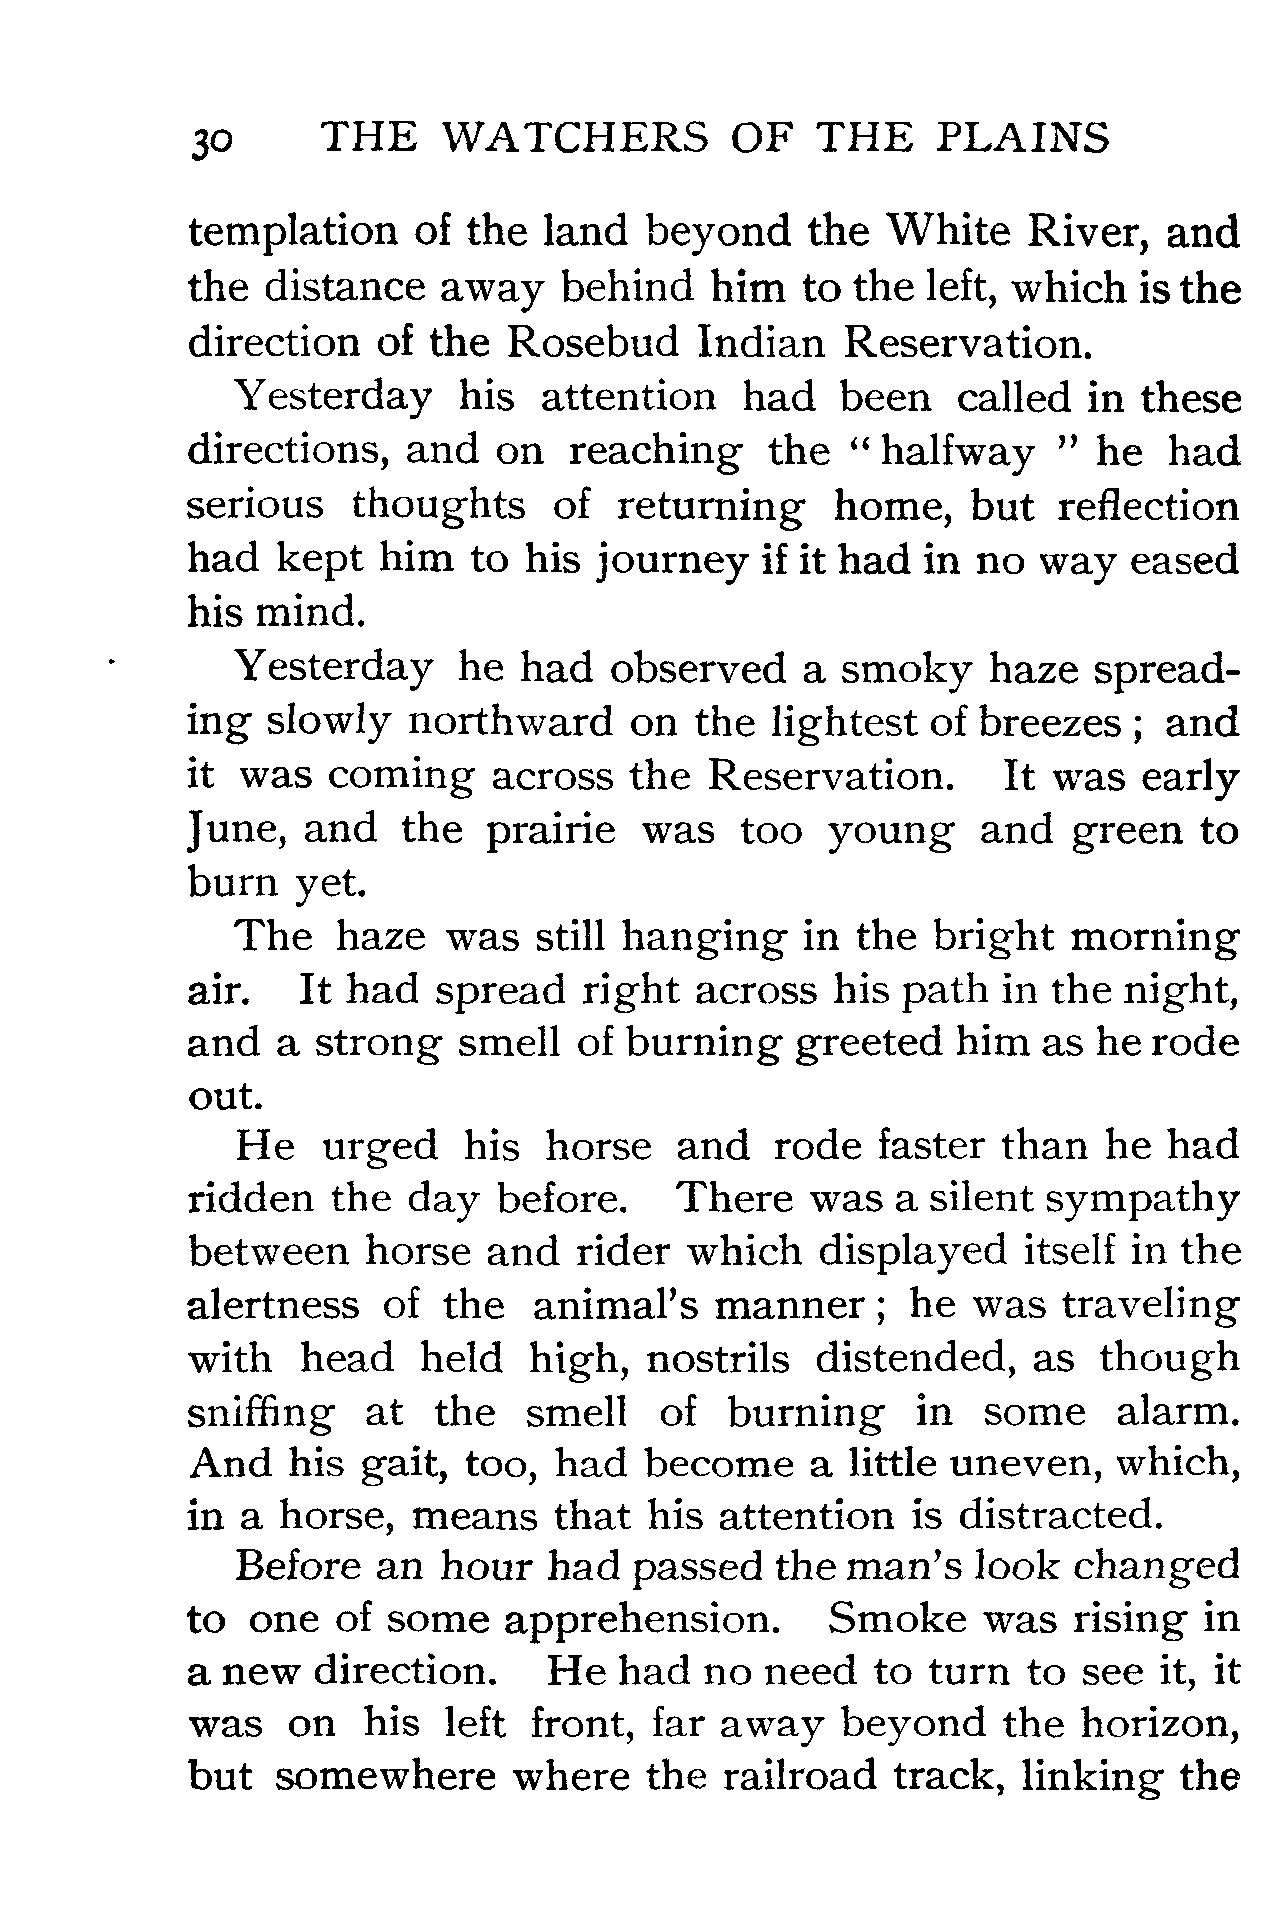 30 THE WATCHERS OF THE PLAINS
templation of the land beyond the White River, and
the distance away behind him to the left, which is the
direction of the Rosebud Indian Reservation.
Yesterday his attention had been called in these
directions, and on reaching the “ halfway ” he had
serious thoughts of returning home, but reflection
had kept him to his journey if it had in no way eased
his mind.
Yesterday he had observed a smoky haze spread-
ing slowly northward on the lightest of breezes ; and
it was coming across the Reservation. It was early
June, and the prairie was too young and green to
burn yet.
The haze was still hanging in the bright morning
air. It had spread right across his path in the night,
and a strong smell of burning greeted him as he rode
out.
He urged his horse and rode faster than he had
ridden the day before. There was a silent sympathy
between horse and rider which displayed itself in the
alertness of the animal’s manner ; he was traveling
with head held high, nostrils distended, as though
sniffing at the smell of burning in some alarm.
And his gait, too, had become a little uneven, which,
in a horse, means that his attention is distracted.
Before an hour had passed the man’s look changed
to one of some apprehension. Smoke was rising in
a new direction. He had no need to turn to see it, it
was on his left front, far away beyond the horizon,
but somewhere where the railroad track, linking the